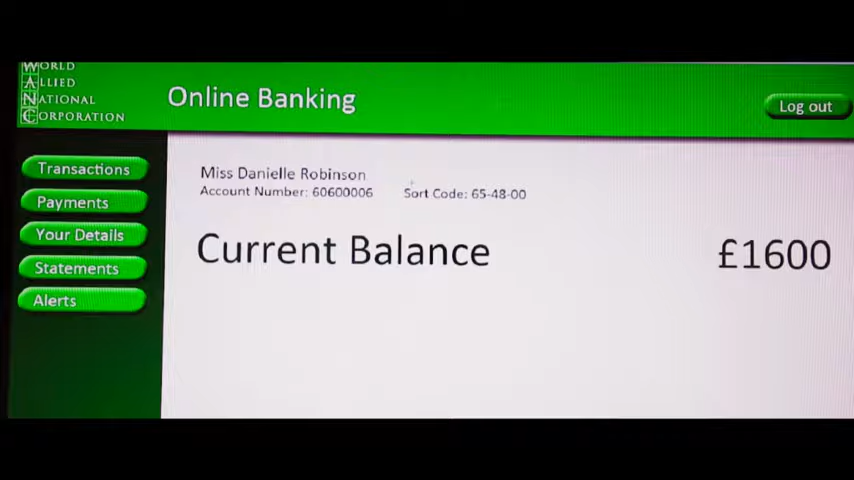 WORLD
ALLIED
NATIONAL
CORPORATION
Online Banking
Log out
Transactions
Payments
Your Details
Statements
Alerts
Miss Danielle Robinson
Account Number: 60600006 Sort Code: 65-48-00
Current Balance £1600